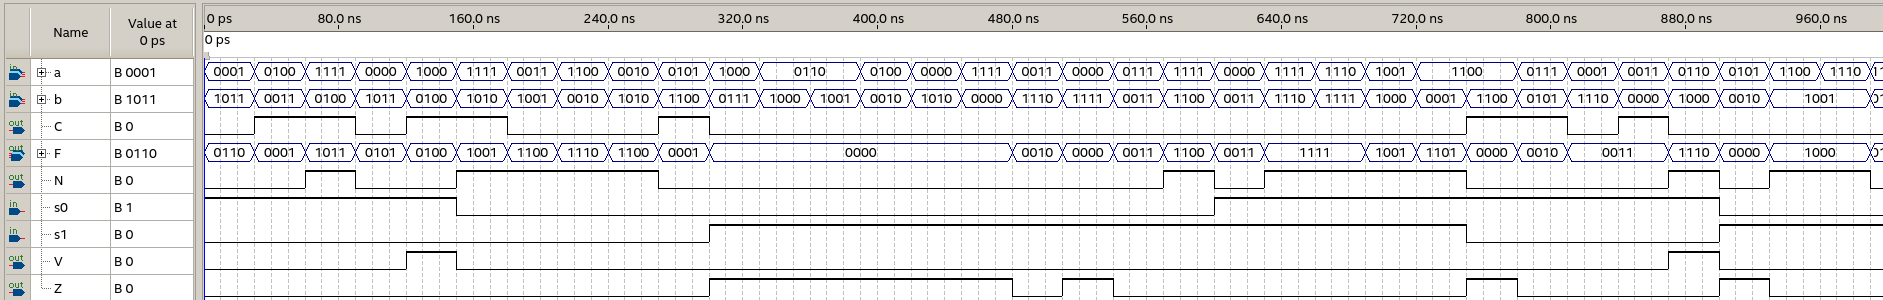 Name Value at 0 ps 0 ps 80.0 ns 160.0 ns 240.0 ns 320.0 ns 400.0 ns 480.0 ns 560.0 ns 640.0 ns 720.0 ns 800.0 ns 880.0 ns 960.0 ns
0 ps
in a B 0001 0001 0100 1111 0000 1000 1111 0011 1100 0010 0101 1000 0110 0100 0000 1111 0011 0000 0111 1111 0000 1111 1110 1001 1100 0111 0001 0011 0110 0101 1100 1110
in b B 1011 1011 0011 0100 1011 0100 1010 1001 0010 1010 1100 0111 1000 1001 0010 1010 0000 1110 1111 0011 1100 0011 1110 1111 1000 0001 1100 0101 1110 0000 1000 0010 1001
out C B 0
out F B 0110 0110 0001 1011 0101 0100 1001 1100 1110 1100 0001 0000 0010 0000 0011 1100 0011 1111 1001 1101 0000 0010 0011 1110 0000 1000
out N B 0
in s0 B 1
in s1 B 0
out V B 0
out Z B 0